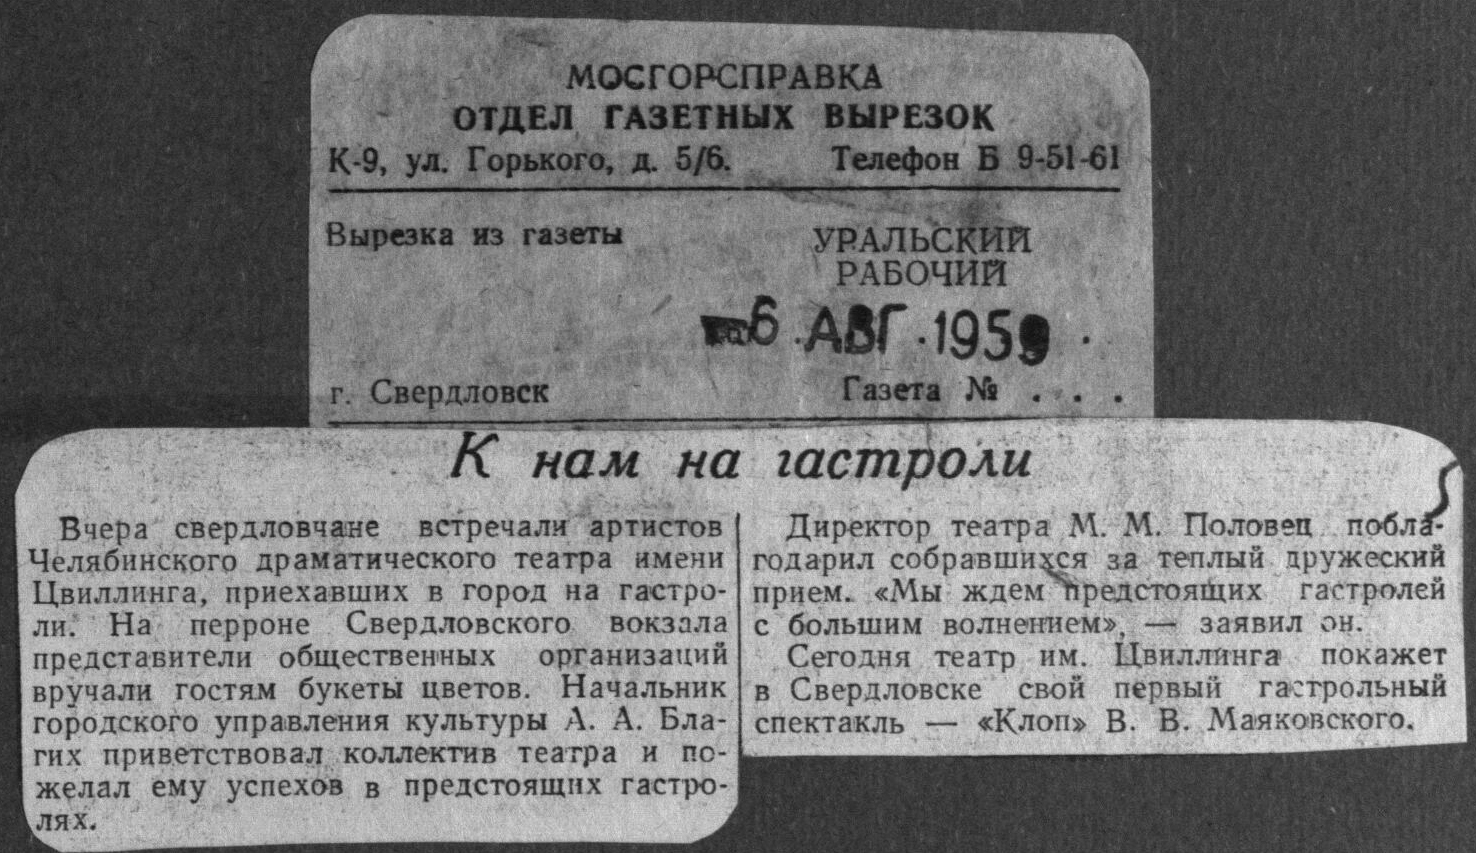 МОСГОРСПРАВКА
ОТДЕЛ ГАЗЕТНЫХ ВЫРЕЗОК
К-9, ул. Горького, д. 5/6. Телефон Б 9-51-61
Вырезка из газеты
УРАЛЬСКИЙ
РАБОЧИЙ
6 . АВГ . 1959 .
г. Свердловск Газета № . . .
К нам на гастроли
Вчера свердловчане встречали артистов
Челябинского драматического театра имени
Цвиллинга, приехавших в город на гастро-
ли. На перроне Свердловского вокзала
представители общественных организаций
вручали гостям букеты цветов. Начальник
городского управления культуры А. А. Бла-
гих приветствовал коллектив театра и по-
желал ему успехов в предстоящих гастро-
лях.
Директор театра М. М. Половец побла-
годарил собравшихся за теплый дружеский
прием. «Мы ждем предстоящих гастролей
с большим волнением», — заявил он.
Сегодня театр им. Цвиллинга покажет
в Свердловске свой первый гастрольный
спектакль — «Клоп» В. В. Маяковского.